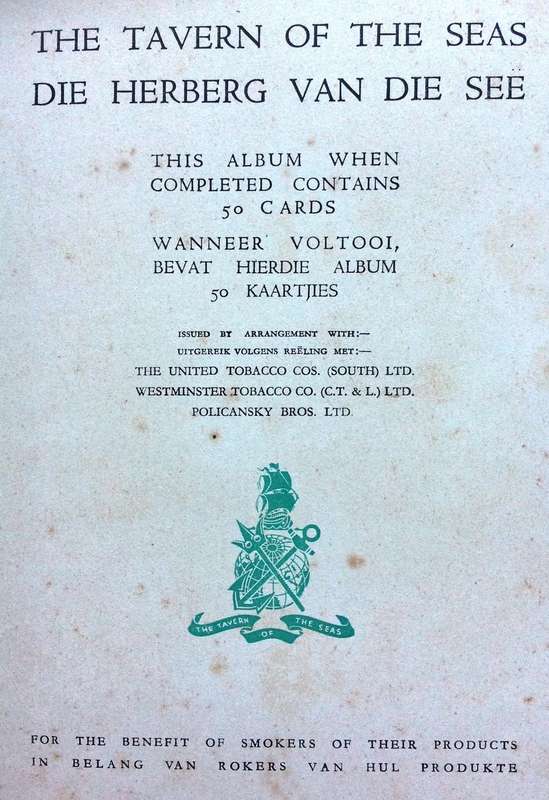 THE TAVERN OF THE SEAS
DIE HERBERG VAN DIE SEË
THIS ALBUM WHEN
COMPLETED CONTAINS
50 CARDS
WANNEER VOLTOOI,
BEVAT HIERDIE ALBUM
50 KAARTJIES
ISSUED BY ARRANGEMENT WITH:—
UITGEREIK VOLGENS REËLING MET:—
THE UNITED TOBACCO COS. (SOUTH) LTD.
WESTMINSTER TOBACCO CO. (C.T. & L.) LTD.
POLICANSKY BROS. LTD.
THE TAVERN OF THE SEAS
FOR THE BENEFIT OF SMOKERS OF THEIR PRODUCTS
IN BELANG VAN ROKERS VAN HUL PRODUKTE